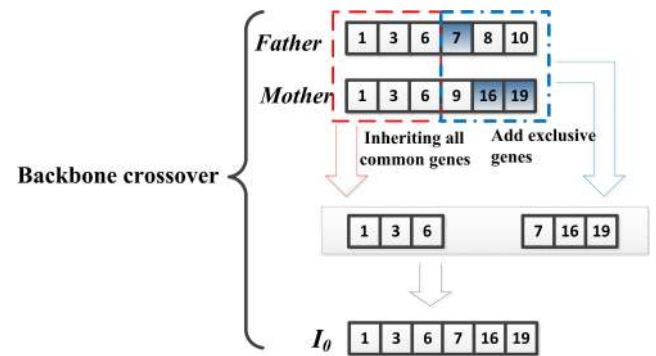 Father 1 3 6 7 8 10
Mother 1 3 6 9 16 19
Inheriting all
common genes
Add exclusive
genes
Backbone crossover
1 3 6 7 16 19
I0 1 3 6 7 16 19